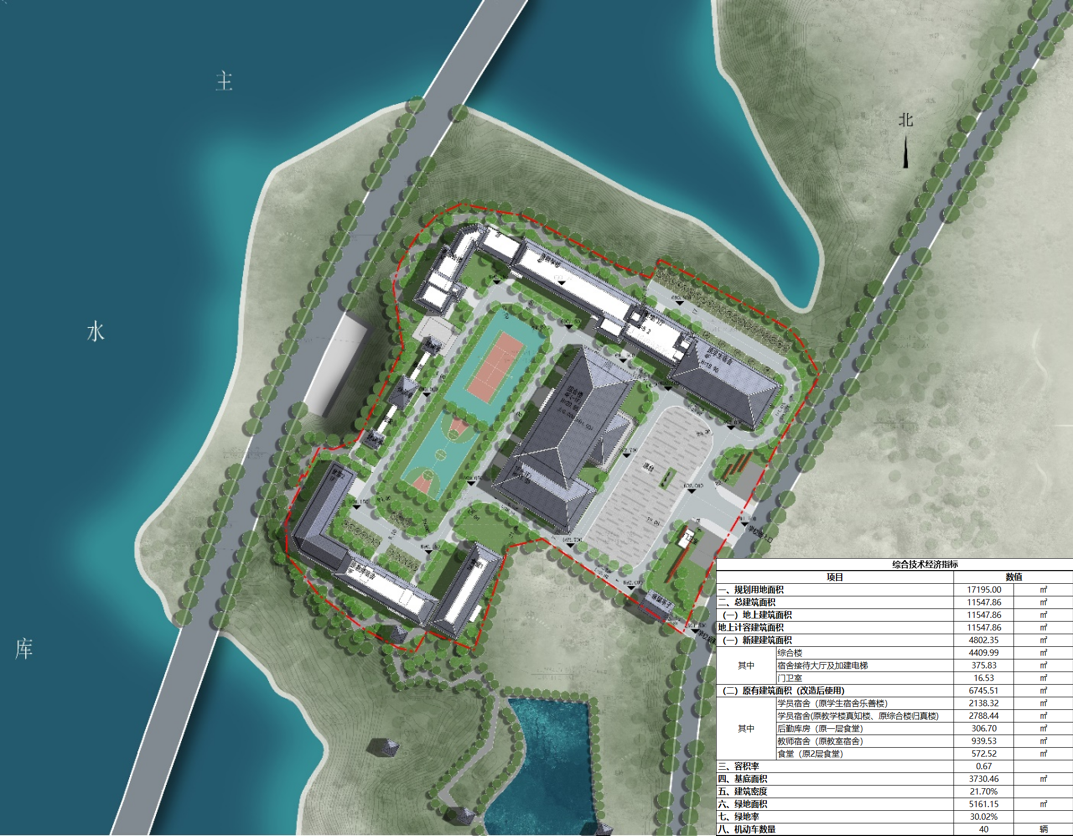 主
北
水
库
综合技术经济指标
项目 数值
一、规划用地面积 17195.00 ㎡
二、总建筑面积 11547.86 ㎡
（一）地上建筑面积 11547.86 ㎡
地上计容建筑面积 11547.86 ㎡
（一）新建建筑面积 4802.35 ㎡
其中
综合楼 4409.99 ㎡
宿舍接待大厅及加建电梯 375.83 ㎡
门卫室 16.53 ㎡
（二）原有建筑面积（改造后使用) 6745.51 ㎡
其中
学员宿舍（原学生宿舍乐善楼） 2138.32 ㎡
学员宿舍(原教学楼真知楼、原综合楼归真楼) 2788.44 ㎡
后勤库房（原一层食堂） 306.70 ㎡
教师宿舍（原教室宿舍） 939.53 ㎡
食堂（原2层食堂） 572.52 ㎡
三、容积率 0.67
四、基底面积 3730.46 ㎡
五、建筑密度 21.70%
六、绿地面积 5161.15 ㎡
七、绿地率 30.02%
八、机动车数量 40 辆